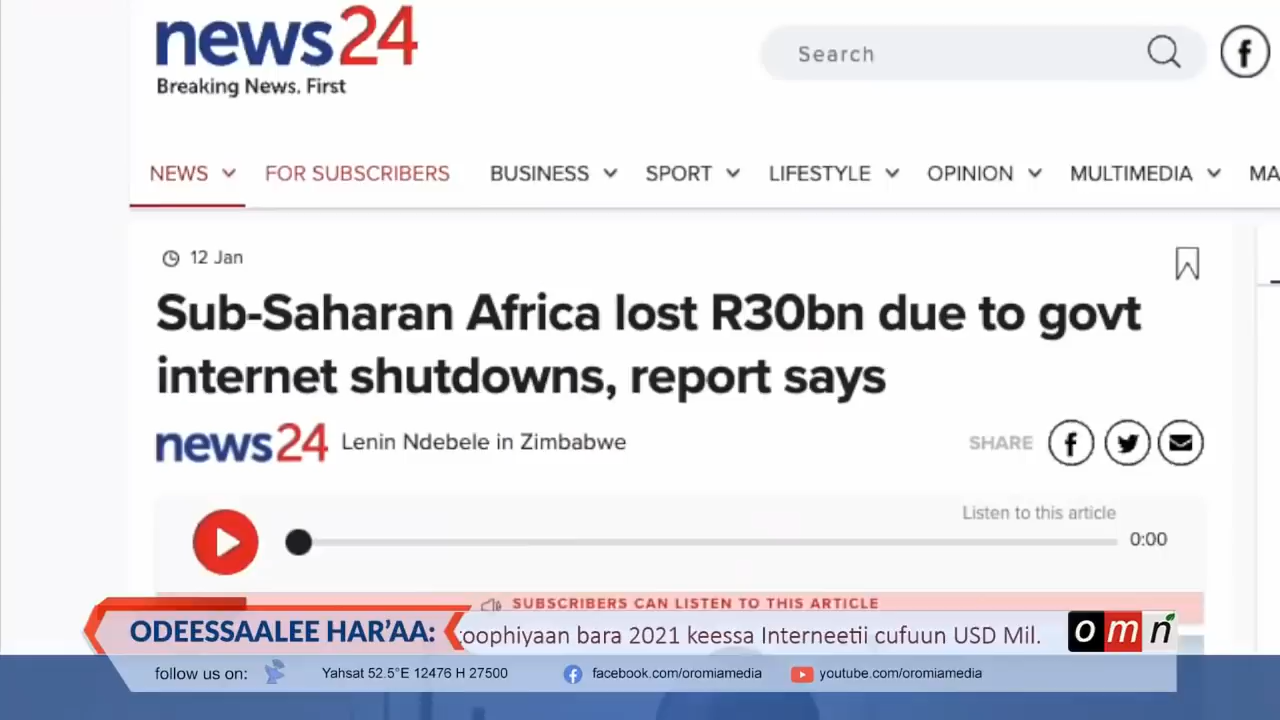 news24
Breaking News. First
Search
NEWS FOR SUBSCRIBERS BUSINESS SPORT LIFESTYLE OPINION MULTIMEDIA MA
12 Jan
Sub-Saharan Africa lost R30bn due to govt
internet shutdowns, report says
news24 Lenin Ndebele in Zimbabwe
SHARE
Listen to this article
0:00
SUBSCRIBERS CAN LISTEN TO THIS ARTICLE
ODEESSAALEE HAR'AA: toophiyaan bara 2021 keessa Interneetii cufuun USD Mil.
omn
follow us on: Yahsat 52.5°E 12476 H 27500 facebook.com/oromiamedia youtube.com/oromiamedia